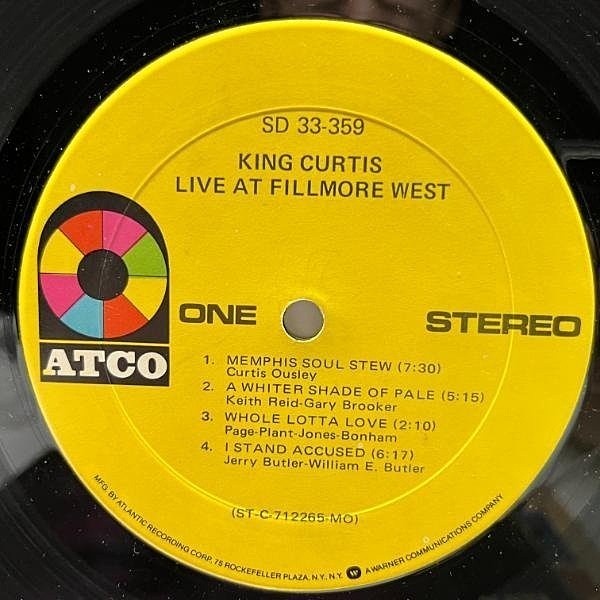 SD 33-359
KING CURTIS
LIVE AT FILLMORE WEST
ATCO
ONE
STEREO
1. MEMPHIS SOUL STEW (7:30)
Curtis Ousley
2. A WHITER SHADE OF PALE (5:15)
Keith Reid-Gary Brooker
3. WHOLE LOTTA LOVE (2:10)
Page-Plant-Jones-Bonham
4. I STAND ACCUSED (6:17)
Jerry Butler-William E. Butler
(ST-C-712265-MO)
MFG. BY ATLANTIC RECORDING CORP. 75 ROCKEFELLER PLAZA, N.Y. N.Y. W A WARNER COMMUNICATIONS COMPANY